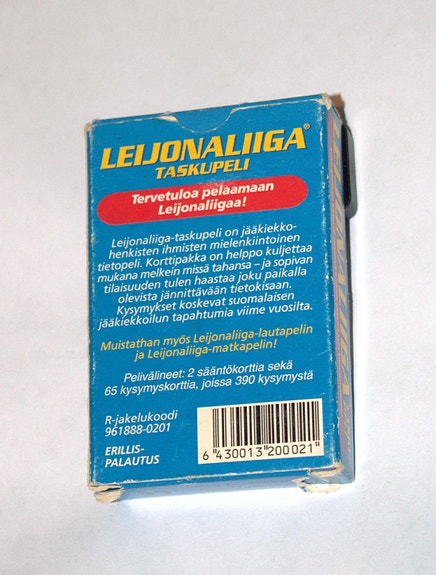 LEIJONALIIGA®
TASKUPELI
Tervetuloa pelaamaan
Leijonaliigaa!
Leijonaliiga-taskupeli on jääkiekko-
henkisten ihmisten mielenkiintoinen
tietopeli. Korttipakka on helppo kuljettaa
mukana melkein missä tahansa – ja sopivan
tilaisuuden tulen haastaa joku paikalla
olevista jännittävään tietokisaan.
Kysymykset koskevat suomalaisen
jääkiekkoilun tapahtumia viime vuosilta.
Muistathan myös Leijonaliiga-lautapelin
ja Leijonaliiga-matkapelin!
Pelivälineet: 2 sääntökorttia sekä
65 kysymyskorttia, joissa 390 kysymystä
R-jakelukoodi
961888-0201
ERILLIS-
PALAUTUS
6 430013 200021